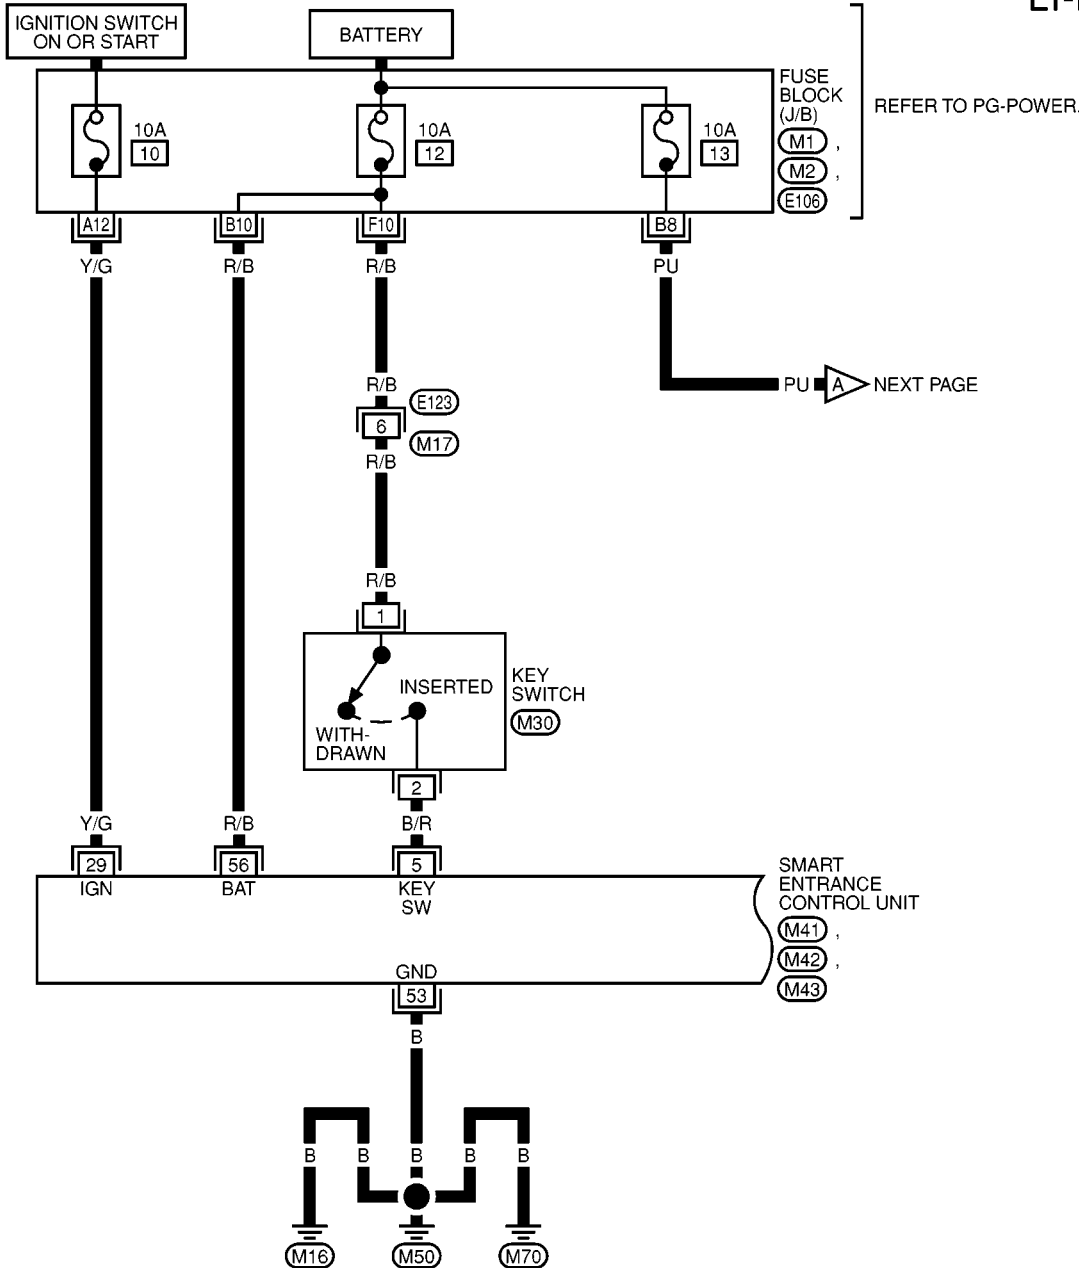 IGNITION SWITCH
ON OR START
BATTERY
FUSE
BLOCK
(J/B)
REFER TO PG-POWER.
10A
10
10A
12
10A
13
M1 ,
M2 ,
E106
A12
B10
F10
B8
Y/G
R/B
R/B
PU
R/B
E123
PU
A
NEXT PAGE
6
M17
R/B
R/B
1
INSERTED
KEY
SWITCH
M30
WITH-
DRAWN
2
Y/G
R/B
B/R
29
56
5
IGN
BAT
KEY
SW
SMART
ENTRANCE
CONTROL UNIT
M41 ,
M42 ,
M43
GND
53
B
B
B
B
B
B
M16
M50
M70